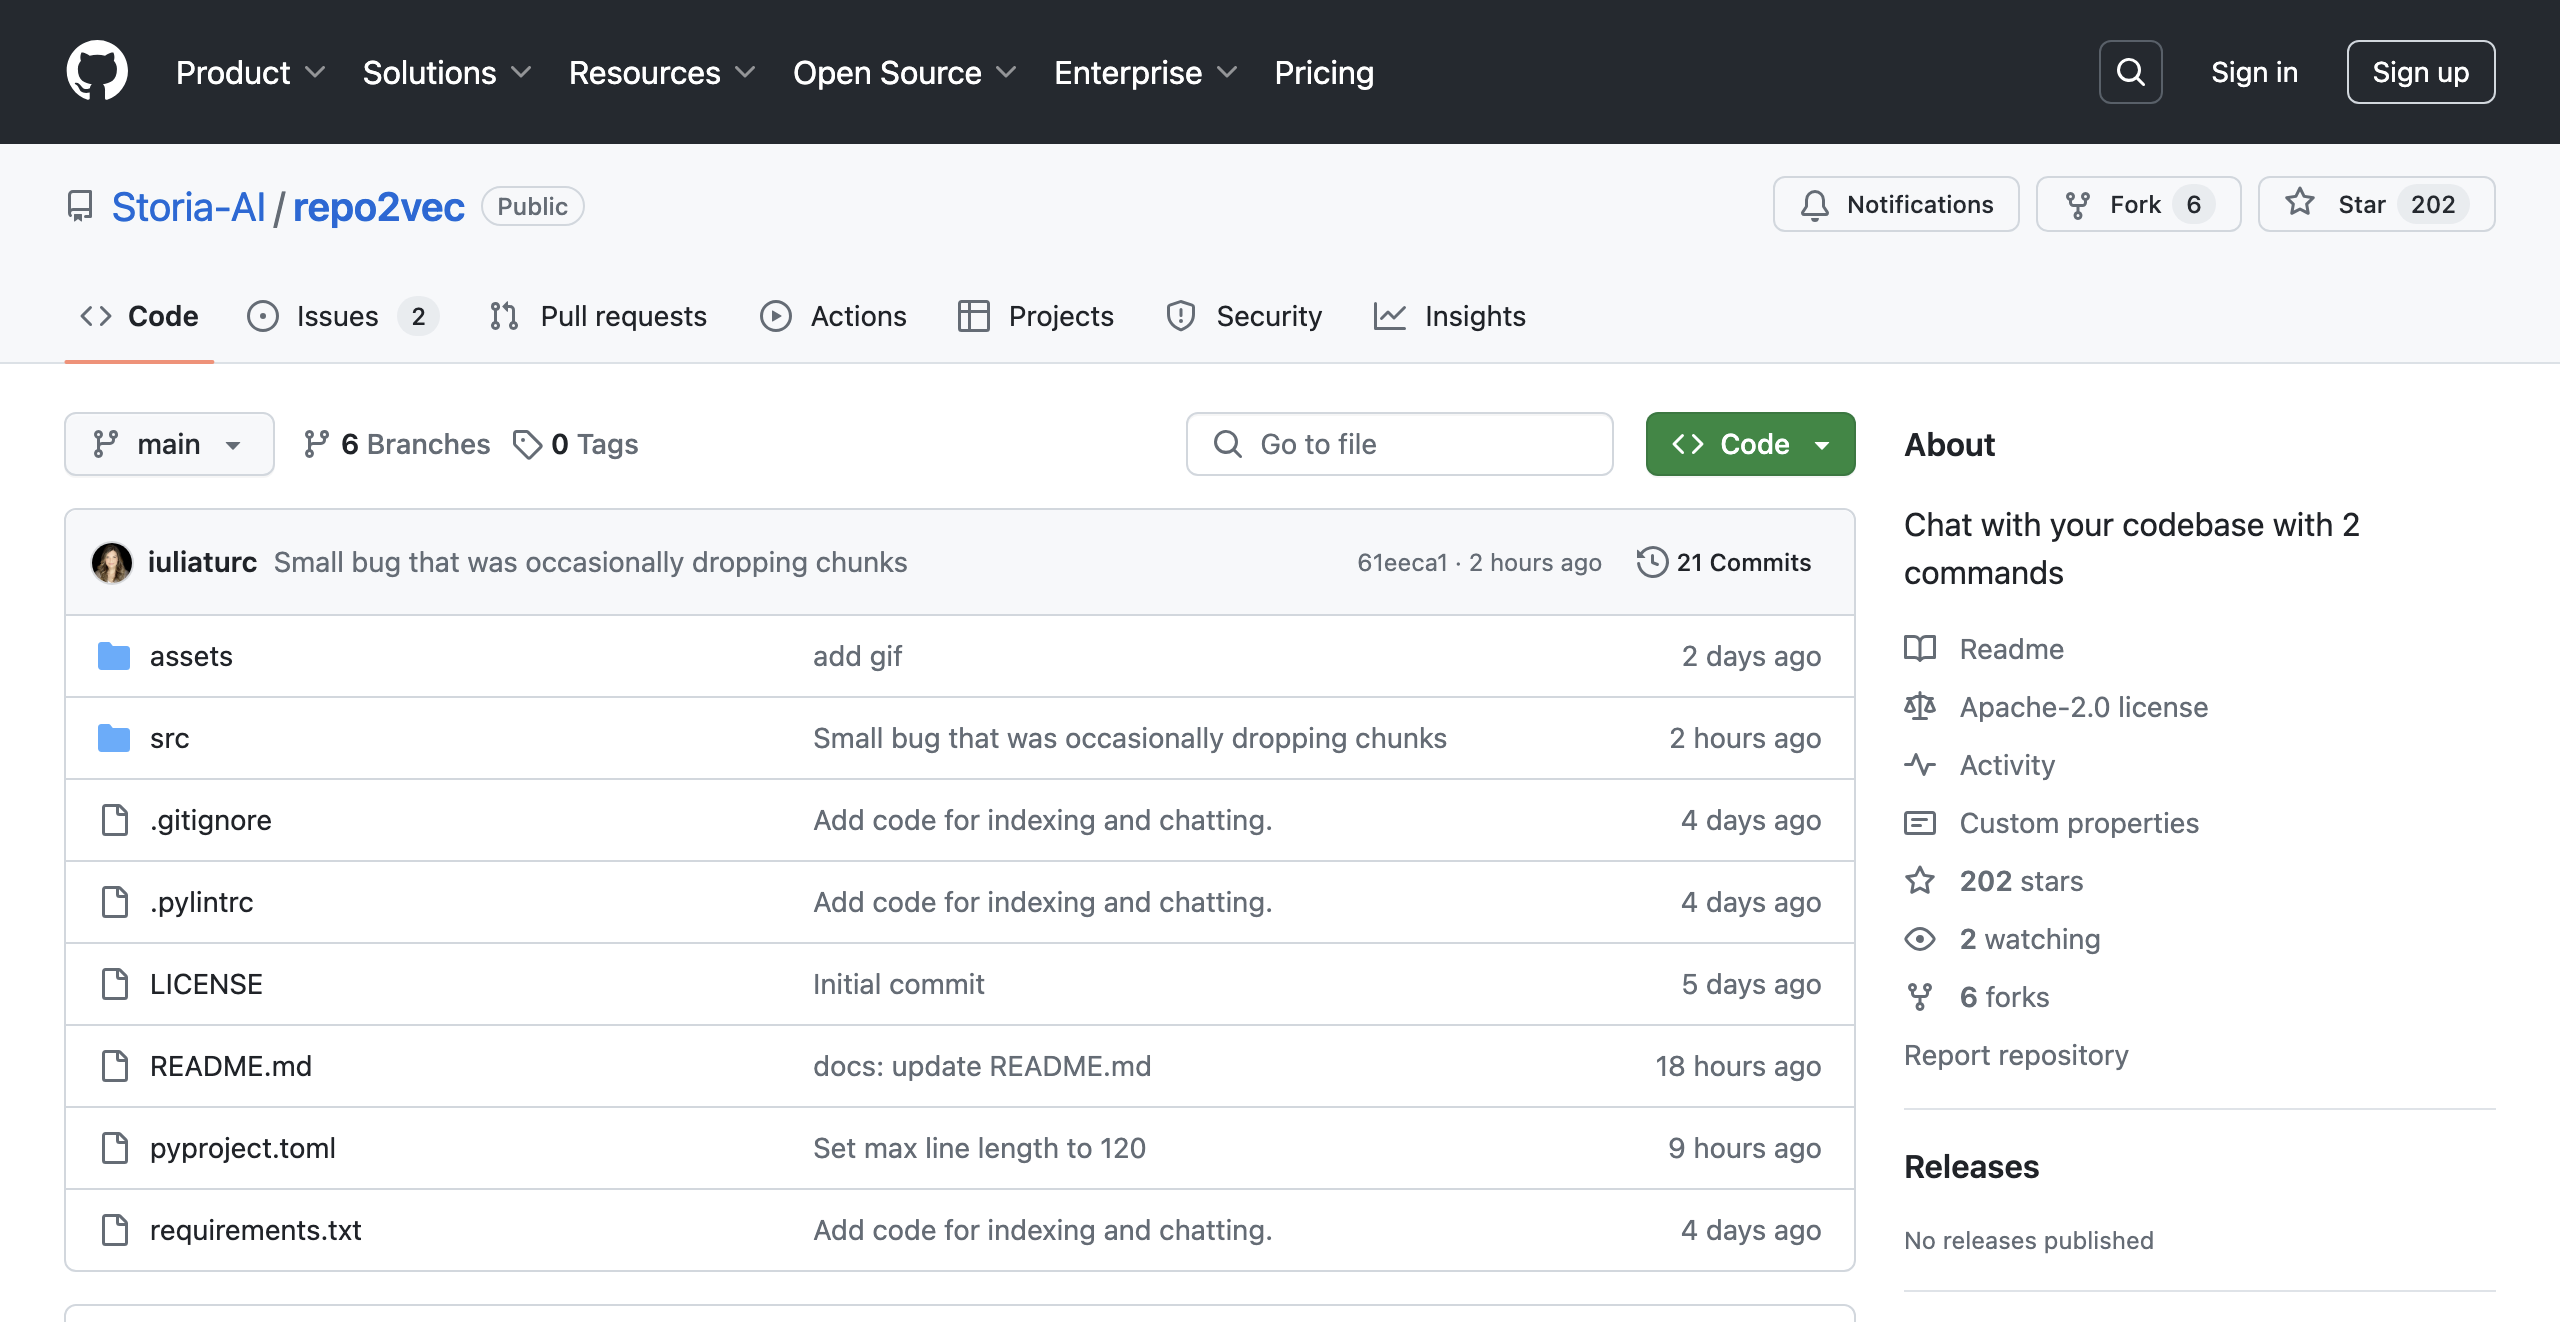 Product Solutions Resources Open Source Enterprise Pricing Sign in Sign up
Storia-AI / repo2vec Public Notifications Fork 6 Star 202
Code Issues 2 Pull requests Actions Projects Security Insights
main 6 Branches 0 Tags Go to file Code
iuliaturc Small bug that was occasionally dropping chunks 61eeca1 · 2 hours ago 21 Commits
assets add gif 2 days ago
src Small bug that was occasionally dropping chunks 2 hours ago
.gitignore Add code for indexing and chatting. 4 days ago
.pylintrc Add code for indexing and chatting. 4 days ago
LICENSE Initial commit 5 days ago
README.md docs: update README.md 18 hours ago
pyproject.toml Set max line length to 120 9 hours ago
requirements.txt Add code for indexing and chatting. 4 days ago
About
Chat with your codebase with 2
commands
Readme
Apache-2.0 license
Activity
Custom properties
202 stars
2 watching
6 forks
Report repository
Releases
No releases published